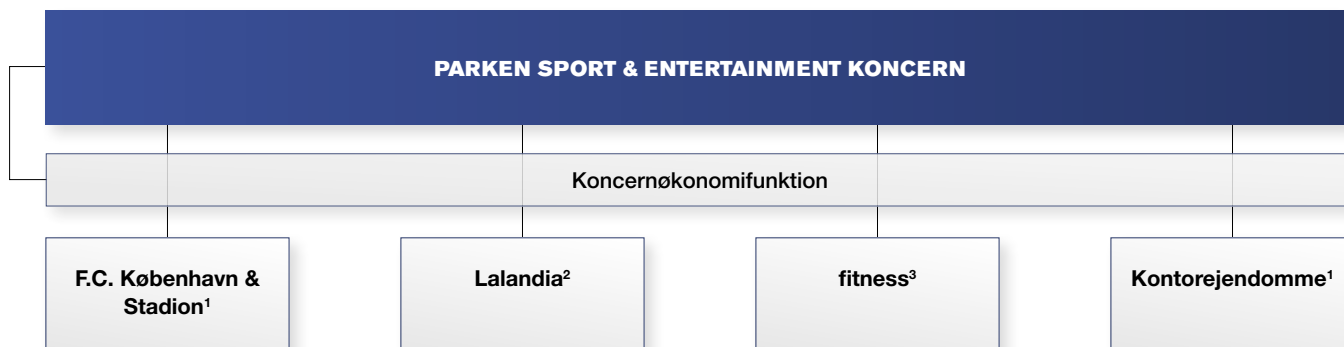 PARKEN SPORT & ENTERTAINMENT KONCERN
Koncernøkonomifunktion
F.C. København &
Stadion¹
Lalandia²
fitness³
Kontorejendomme¹